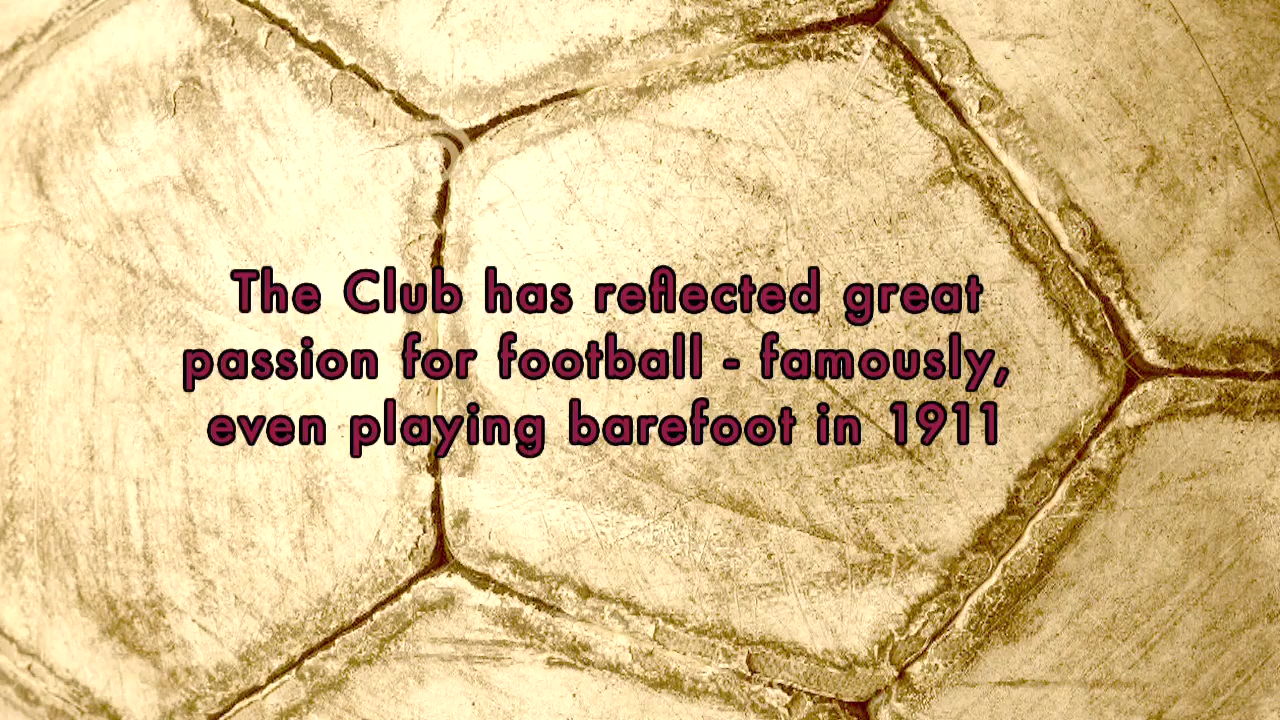 The Club has reflected great
passion for football - famously,
even playing barefoot in 1911